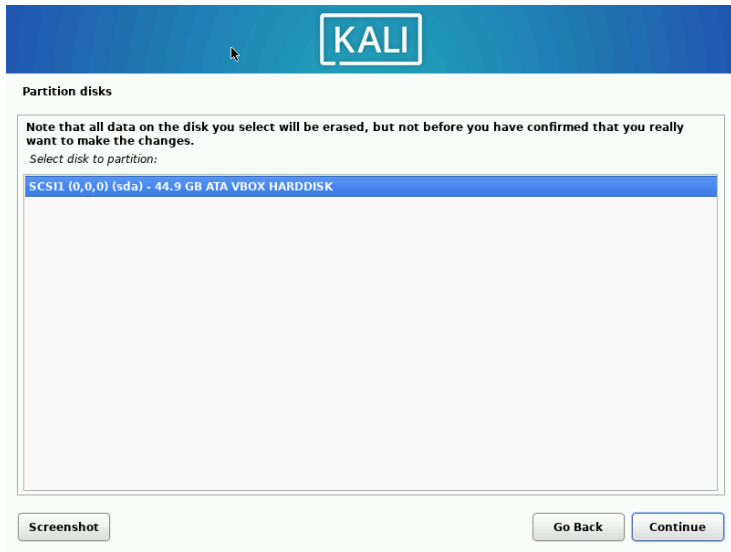 KALI
Partition disks
Note that all data on the disk you select will be erased, but not before you have confirmed that you really
want to make the changes.
Select disk to partition:
SCSI1 (0,0,0) (sda) - 44.9 GB ATA VBOX HARDDISK
Screenshot
Go Back
Continue